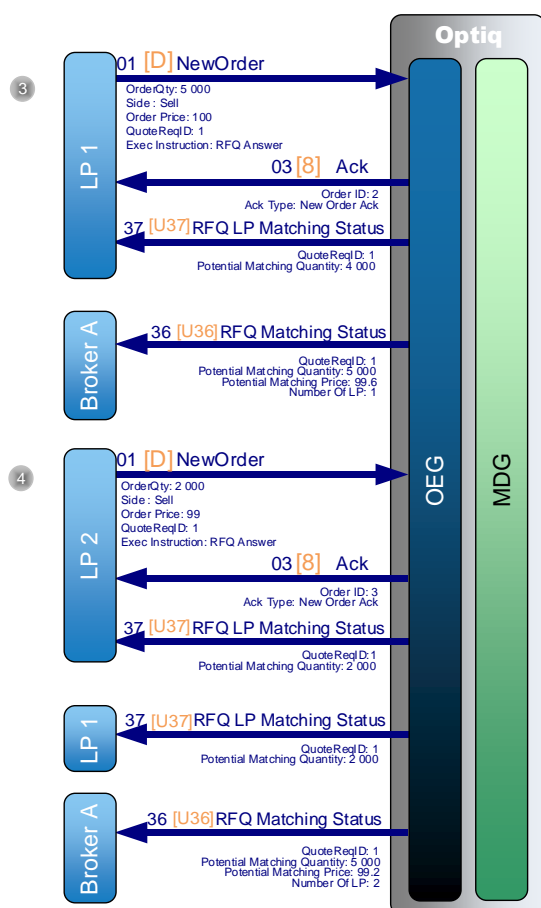 Optiq
3
LP 1
01 [D] NewOrder
OrderQty: 5 000
Side : Sell
Order Price: 100
QuoteReqID: 1
Exec Instruction: RFQ Answer
03 [8] Ack
Order ID: 2
Ack Type: New Order Ack
37 [U37] RFQ LP Matching Status
QuoteReqID: 1
Potential Matching Quantity: 4 000
Broker A
36 [U36] RFQ Matching Status
QuoteReqID: 1
Potential Matching Quantity: 5 000
Potential Matching Price: 99.6
Number Of LP: 1
OEG
MDG
4
LP 2
01 [D] NewOrder
OrderQty: 2 000
Side : Sell
Order Price: 99
QuoteReqID: 1
Exec Instruction: RFQ Answer
03 [8] Ack
Order ID: 3
Ack Type: New Order Ack
37 [U37] RFQ LP Matching Status
QuoteReqID:1
Potential Matching Quantity: 2 000
LP 1
37 [U37] RFQ LP Matching Status
QuoteReqID: 1
Potential Matching Quantity: 2 000
Broker A
36 [U36] RFQ Matching Status
QuoteReqID: 1
Potential Matching Quantity: 5 000
Potential Matching Price: 99.2
Number Of LP: 2